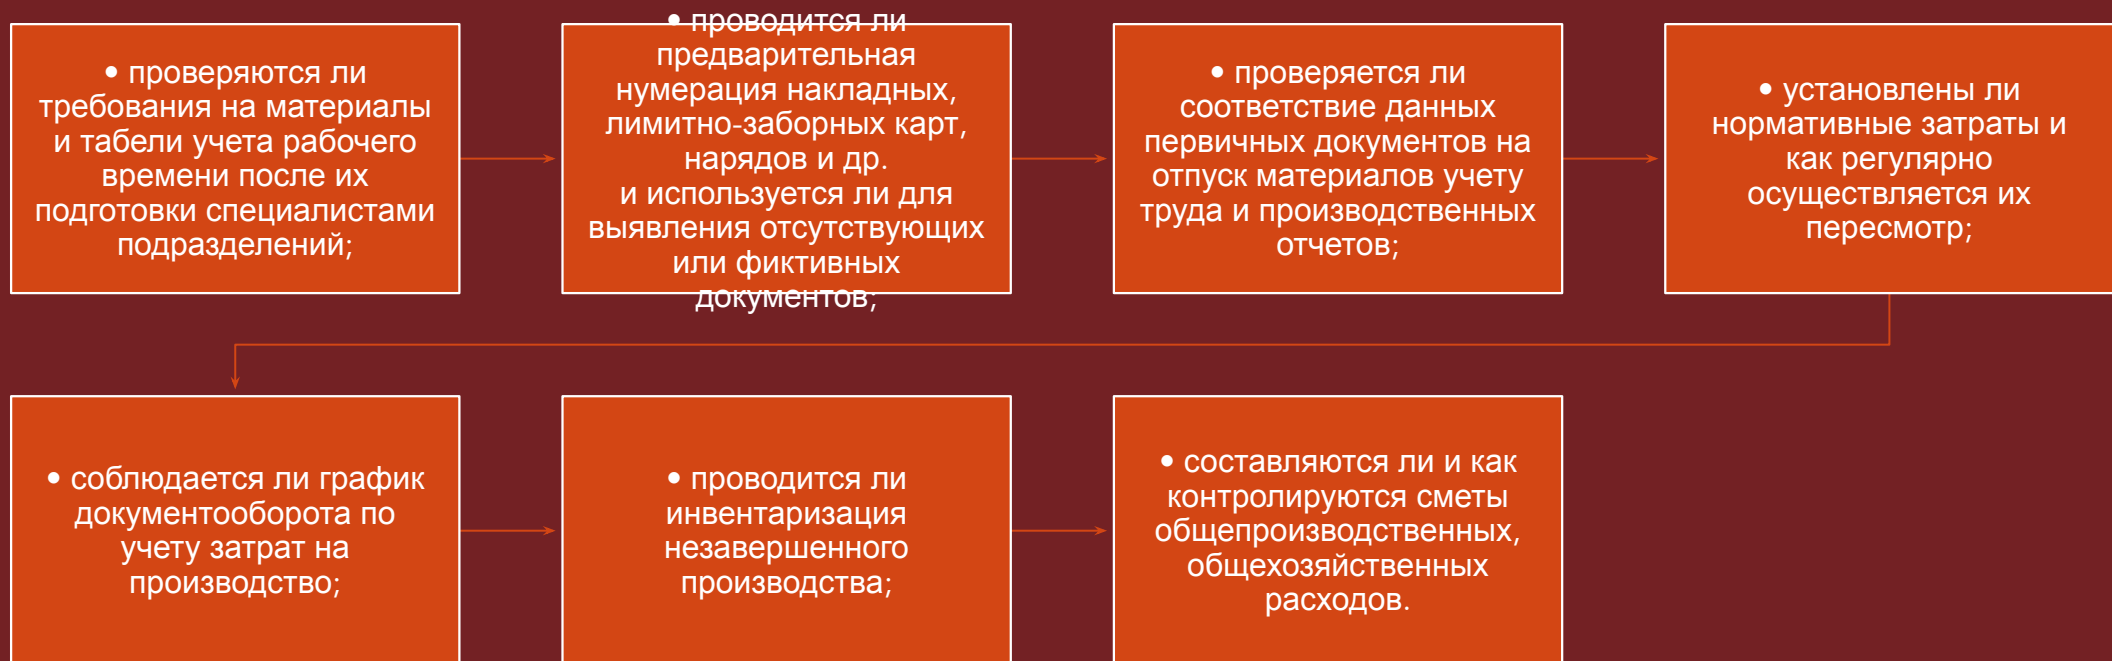 • проверяются ли
требования на материалы
и табели учета рабочего
времени после их
подготовки специалистами
подразделений;
• проводится ли
предварительная
нумерация накладных,
лимитно-заборных карт,
нарядов и др.
и используется ли для
выявления отсутствующих
или фиктивных
документов;
• проверяется ли
соответствие данных
первичных документов на
отпуск материалов учету
труда и производственных
отчетов;
• установлены ли
нормативные затраты и
как регулярно
осуществляется их
пересмотр;
• соблюдается ли график
документооборота по
учету затрат на
производство;
• проводится ли
инвентаризация
незавершенного
производства;
• составляются ли и как
контролируются сметы
общепроизводственных,
общехозяйственных
расходов.